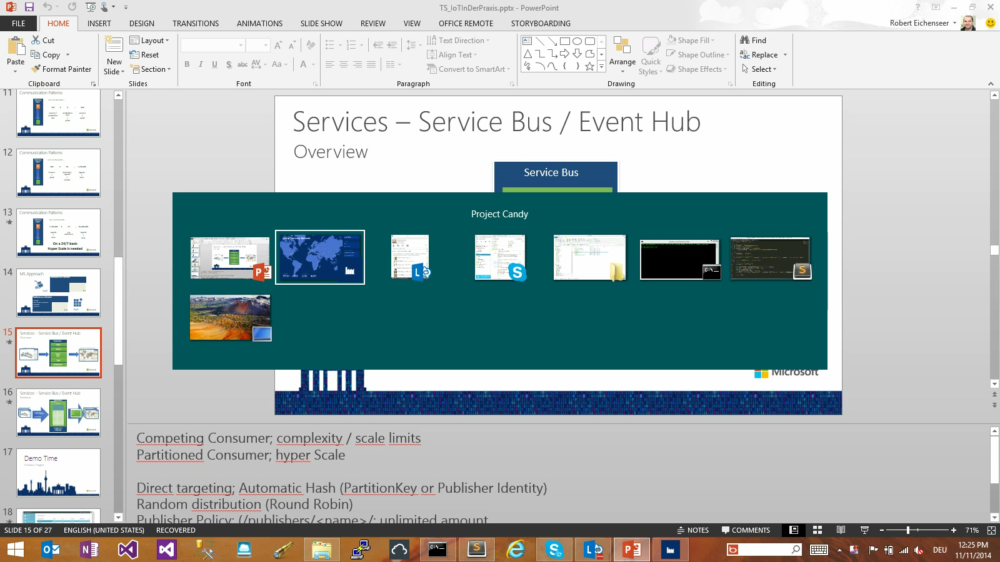 TS_IoTInDerPraxis.pptx - PowerPoint
FILE HOME INSERT DESIGN TRANSITIONS ANIMATIONS SLIDE SHOW REVIEW VIEW OFFICE REMOTE STORYBOARDING
Robert Eichenseer
Paste
Cut
Copy
Format Painter
Clipboard
New Slide
Layout
Reset
Section
Slides
Font
Text Direction
Align Text
Convert to SmartArt
Paragraph
Arrange
Quick Styles
Shape Fill
Shape Outline
Shape Effects
Drawing
Find
Replace
Select
Editing
11
Communication Patterns
12
Communication Patterns
13
Communication Patterns
On a 24/7 basis
Hyper Scale is needed
14
MS Approach
15
Services – Service Bus / Event Hub
Overview
16
Services – Service Bus / Event Hub
17
Demo Time
18
Services – Service Bus / Event Hub
Overview
Service Bus
Project Candy
Microsoft
Competing Consumer; complexity / scale limits
Partitioned Consumer; hyper Scale
Direct targeting; Automatic Hash (PartitionKey or Publisher Identity)
Random distribution (Round Robin)
Publisher Policy: (/publishers/<name>/; unlimited amount
SLIDE 15 OF 27 ENGLISH (UNITED STATES) RECOVERED
NOTES COMMENTS 71%
DEU
12:25 PM
11/11/2014